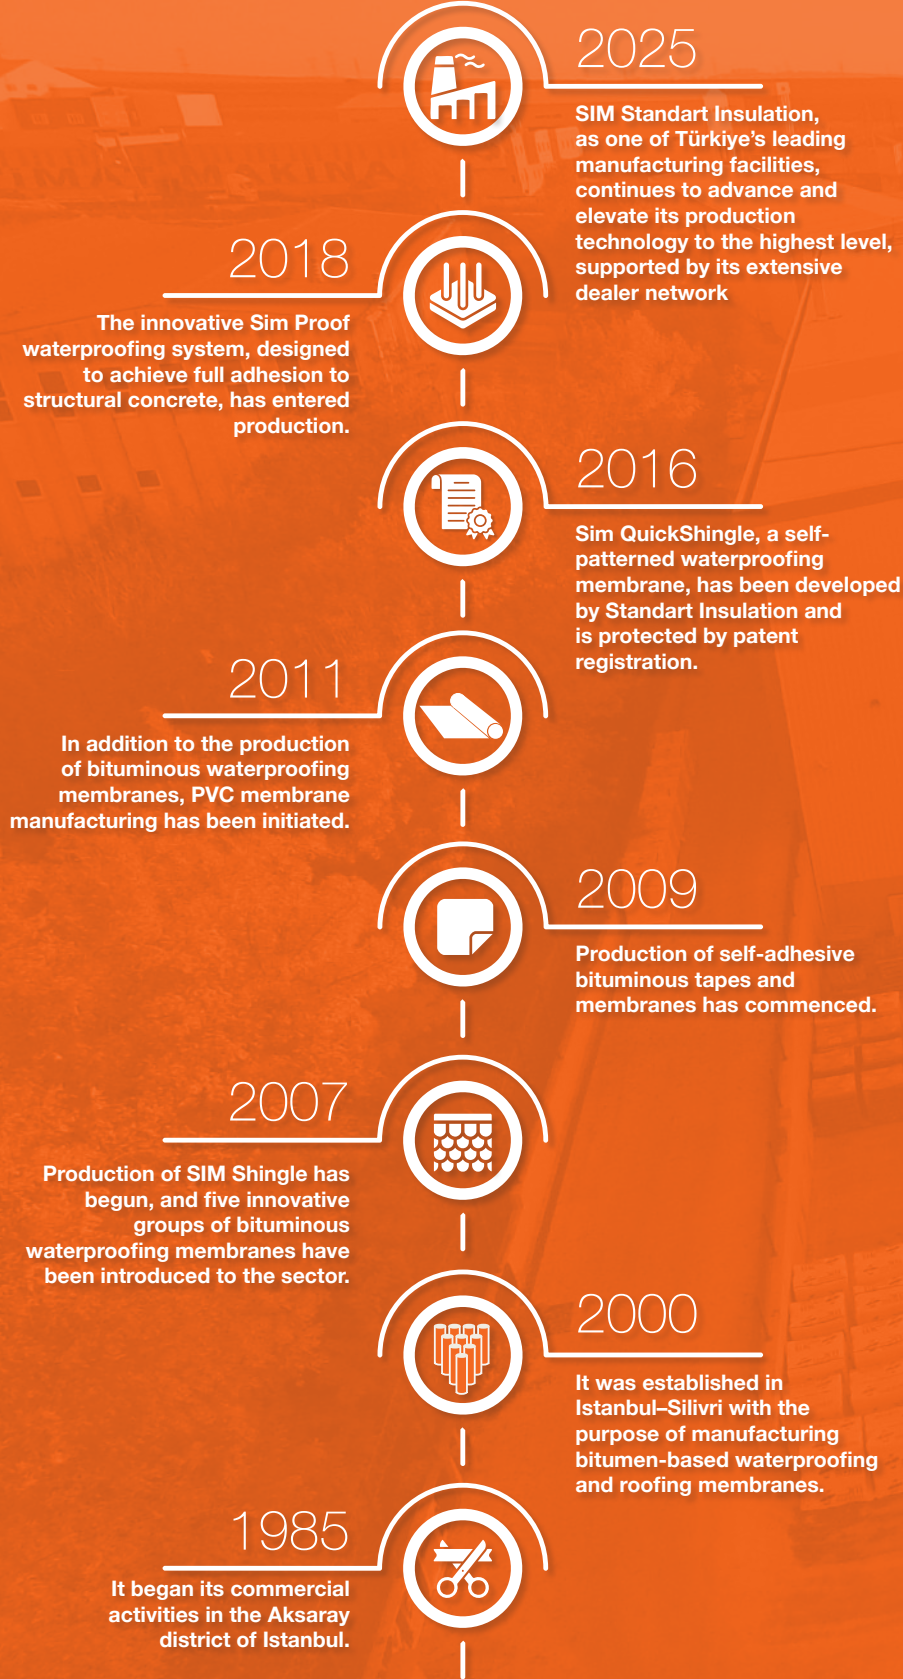 2025
SIM Standart Insulation,
as one of Türkiye's leading
manufacturing facilities,
continues to advance and
elevate its production
technology to the highest level,
supported by its extensive
dealer network
2018
The innovative Sim Proof
waterproofing system, designed
to achieve full adhesion to
structural concrete, has entered
production.
2016
Sim QuickShingle, a self-
patterned waterproofing
membrane, has been developed
by Standart Insulation and
is protected by patent
registration.
2011
In addition to the production
of bituminous waterproofing
membranes, PVC membrane
manufacturing has been initiated.
2009
Production of self-adhesive
bituminous tapes and
membranes has commenced.
2007
Production of SIM Shingle has
begun, and five innovative
groups of bituminous
waterproofing membranes have
been introduced to the sector.
2000
It was established in
Istanbul–Silivri with the
purpose of manufacturing
bitumen-based waterproofing
and roofing membranes.
1985
It began its commercial
activities in the Aksaray
district of Istanbul.